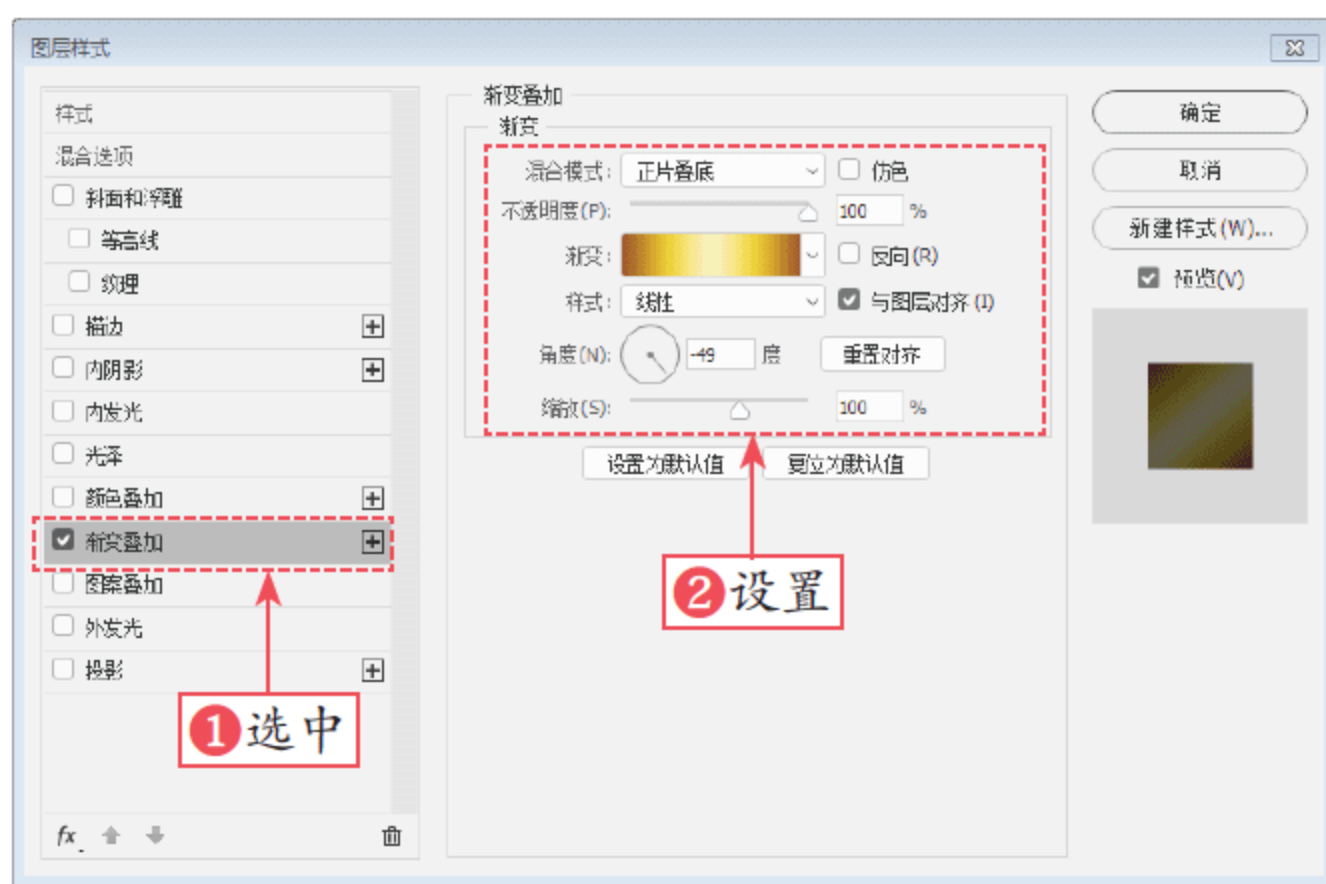 图层样式
样式
混合选项
斜面和浮雕
等高线
纹理
描边
内阴影
内发光
光泽
颜色叠加
渐变叠加
图案叠加
外发光
投影
fx
❶选中
渐变叠加
渐变
混合模式: 正片叠底 仿色
不透明度(P): 100 %
渐变: 反向(R)
样式: 线性 与图层对齐(I)
角度(N): -49 度 重置对齐
缩放(S): 100 %
设置为默认值 复位为默认值
❷设置
确定
取消
新建样式(W)...
预览(V)